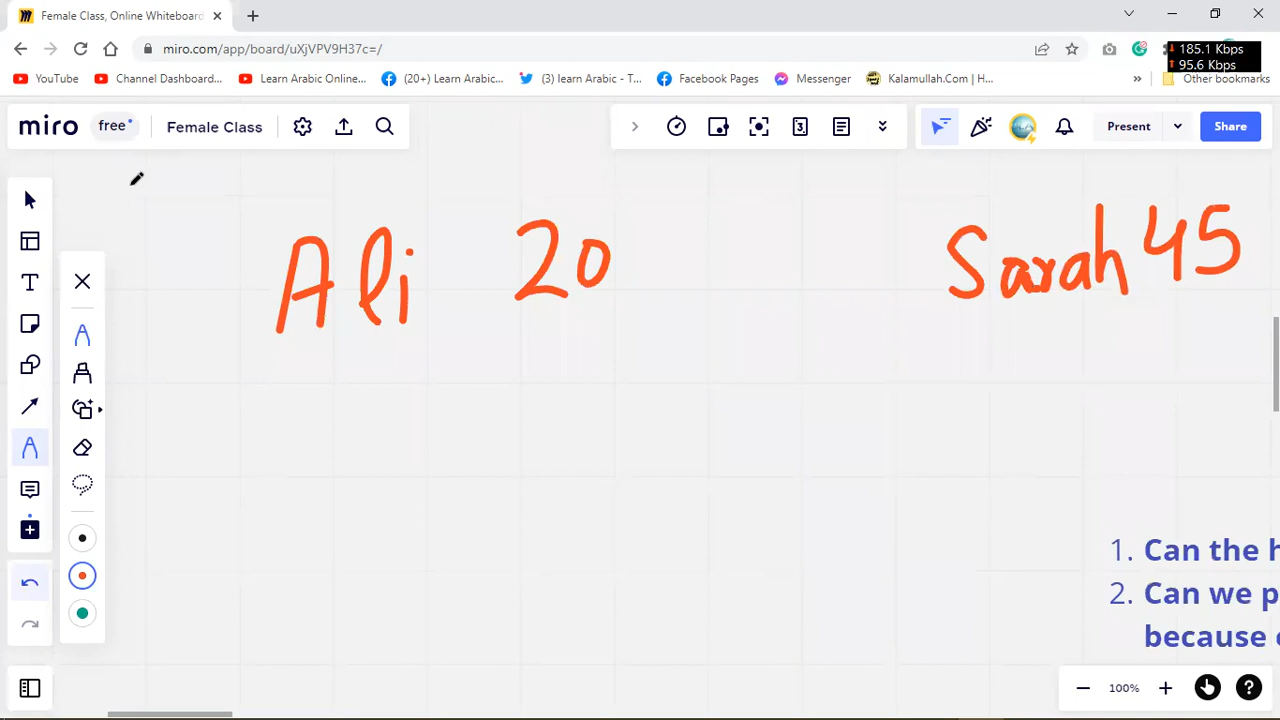 Female Class, Online Whiteboard
miro.com/app/board/uXjVPV9H37c=/
185.1 Kbps
95.6 Kbps
YouTube
Channel Dashboard...
Learn Arabic Online...
(20+) Learn Arabic...
(3) learn Arabic - T...
Facebook Pages
Messenger
Kalamullah.Com | H...
»
Other bookmarks
miro
free
Female Class
3
Present
Share
Ali 20
Sarah 45
1. Can the h
2. Can we p
because
100%
?